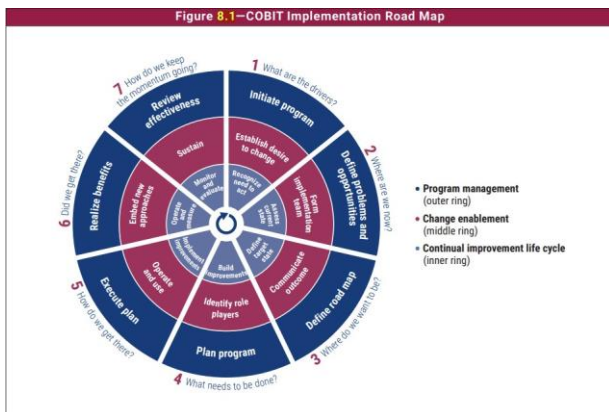 Figure 8.1—COBIT Implementation Road Map
1 What are the drivers?
Initiate program
Establish desire
to change
Recognize
need to
act
2 Where are we now?
Define problems and
opportunities
Form
implementation
team
Assess
current
state
3 Where do we want to be?
Define road map
Communicate
outcome
Define
target
state
4 What needs to be done?
Plan program
Identify role
players
Build
improvements
5 How do we get there?
Execute plan
Operate
and use
Implement
improvements
6 Did we get there?
Realize benefits
Embed new
approaches
Operate
and
measure
7 How do we keep
the momentum going?
Review
effectiveness
Sustain
Monitor
and
evaluate
• Program management
(outer ring)
• Change enablement
(middle ring)
• Continual improvement life cycle
(inner ring)